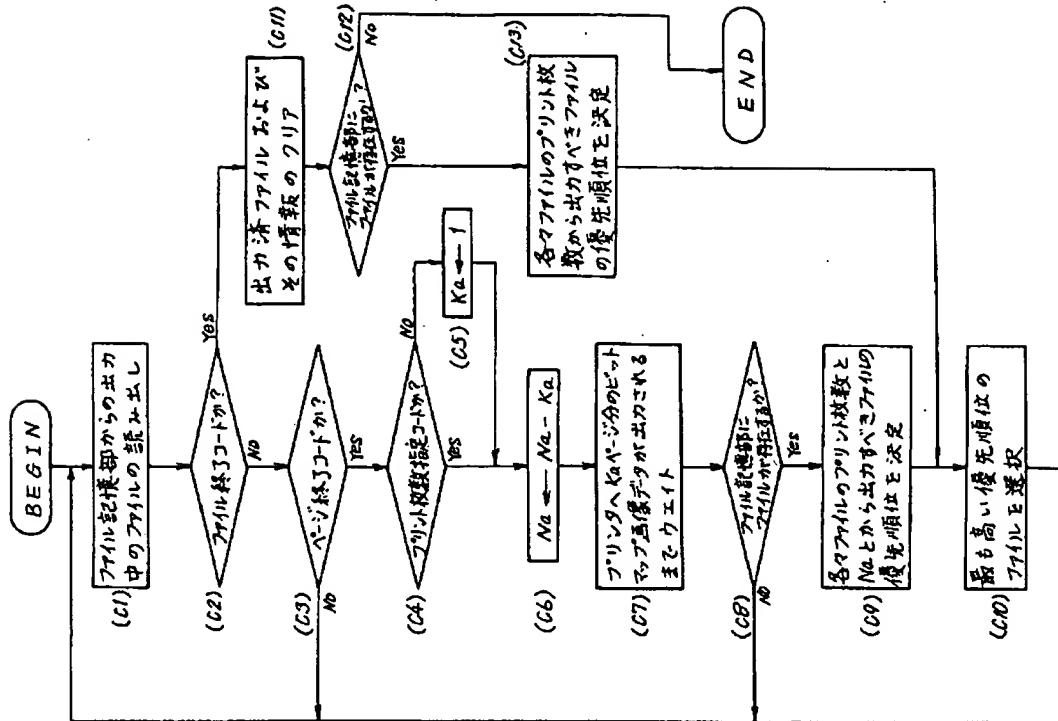 BEGIN
(C1)
ファイル記憶部からの出力
中のファイルの読み出し
(C2)
ファイル終了コードか?
Yes
No
(C3)
ページ終了コードか?
No
Yes
(C4)
プリント枚数指定コードか?
No
Yes
(C5)
Ka ← 1
(C6)
Na ← Na − Ka
(C7)
プリンタへKaページ分のビット
マップ画像データが出力される
までウエイト
(C8)
ファイル記憶部に
ファイルが存在するか?
No
Yes
(C9)
各々ファイルのプリント枚数と
Naとから出力すべきファイルの
優先順位を決定
(C10)
最も高い優先順位の
ファイルを選択
(C11)
出力済ファイルおよび
その情報のクリア
(C12)
ファイル記憶部に
ファイルが存在するか?
No
Yes
(C13)
各々ファイルのプリント枚
数から出力すべきファイル
の優先順位を決定
END